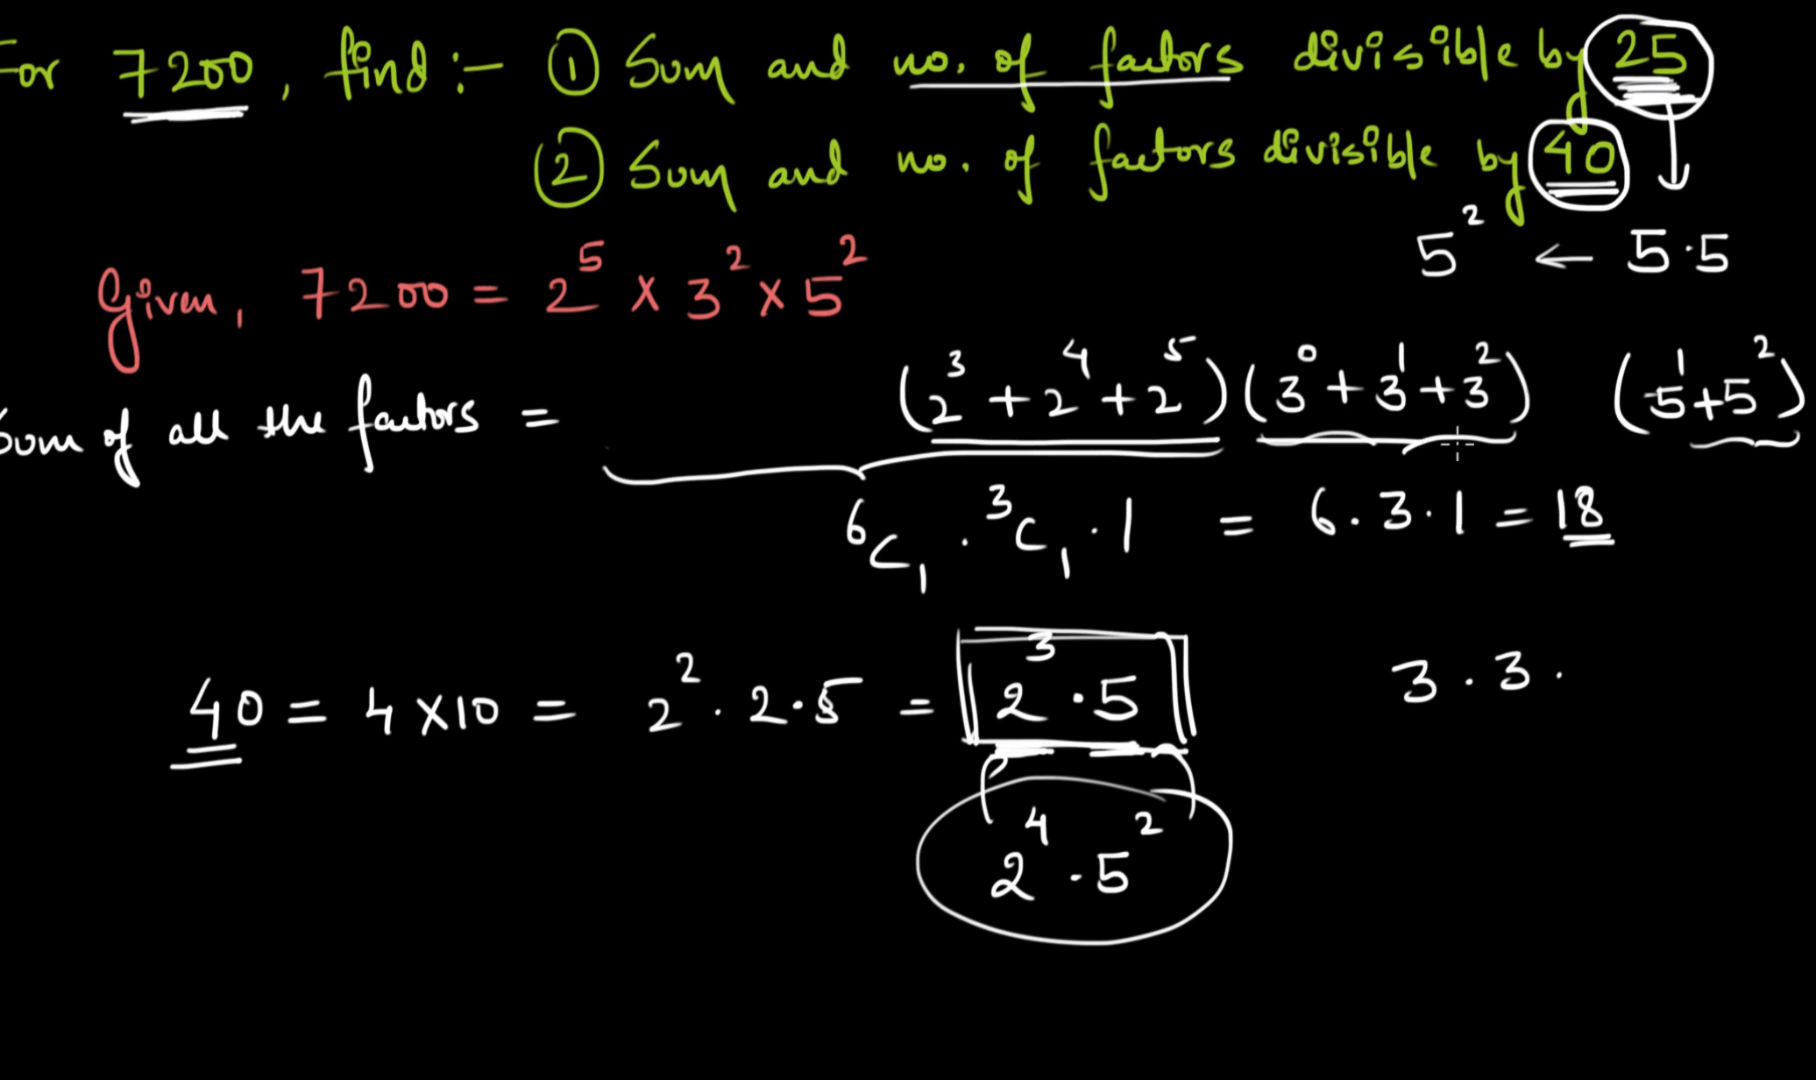 For 7200, find :- ① Sum and no. of factors divisible by 25
② Sum and no. of factors divisible by 40
5² ← 5·5
Given, 7200 = 2⁵ × 3² × 5²
Sum of all the factors = (2³ + 2⁴ + 2⁵) (3⁰ + 3¹ + 3²) (5¹ + 5²)
⁶C₁ · ³C₁ · 1 = 6 · 3 · 1 = 18
40 = 4 × 10 = 2² · 2 · 5 = 2³ · 5 3 · 3 ·
2⁴ · 5²